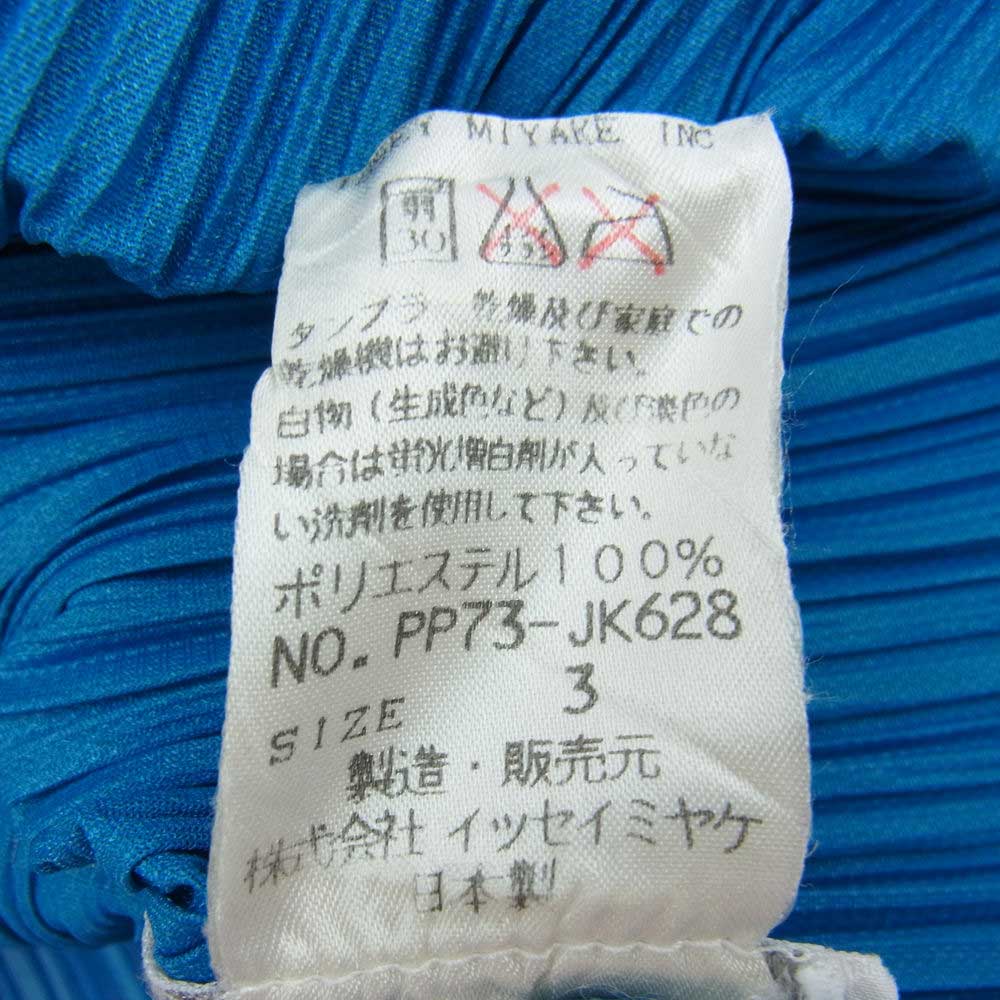 MIYAKE INC
弱 30 エンソ
タンブラー乾燥及び家庭での
乾燥機はお避け下さい。
白物(生成色など)及び淡色の
場合は蛍光増白剤が入っていな
い洗剤を使用して下さい。
ポリエステル100%
NO. PP73-JK628
SIZE 3
製造・販売元
株式会社イッセイミヤケ
日本製